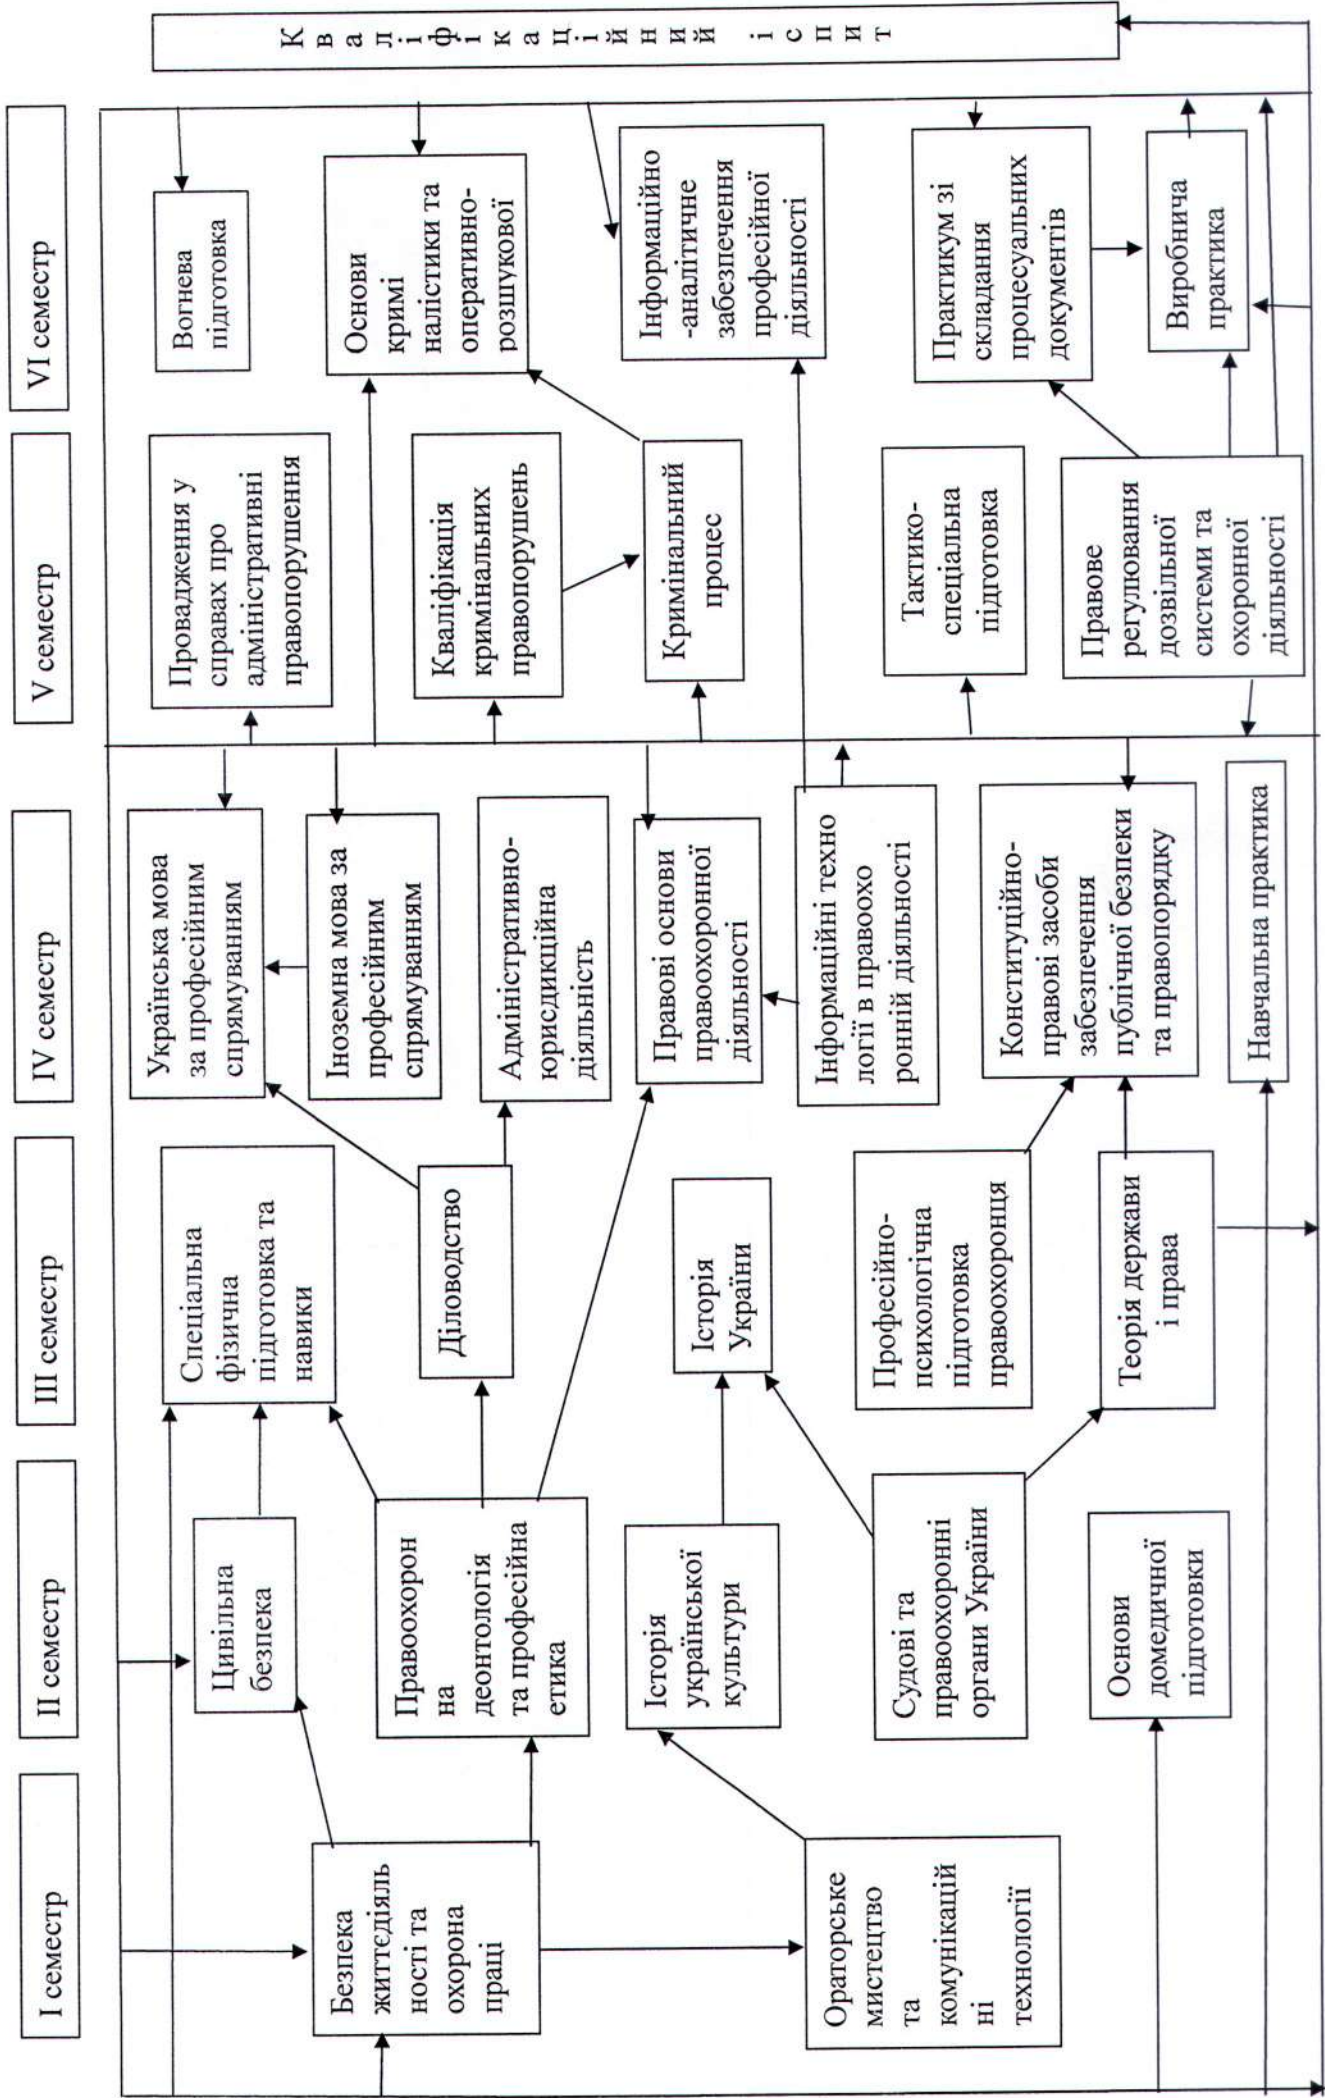 I семестр
II семестр
III семестр
IV семестр
V семестр
VI семестр
Безпека
життєдіяль
ності та
охорона
праці
Ораторське
мистецтво
та
комунікацій
ні
технології
Цивільна
безпека
Правоохорон
на
деонтологія
та професійна
етика
Історія
української
культури
Судові та
правоохоронні
органи України
Основи
домедичної
підготовки
Спеціальна
фізична
підготовка та
навики
Діловодство
Історія
України
Професійно-
психологічна
підготовка
правоохоронця
Теорія держави
і права
Українська мова
за професійним
спрямуванням
Іноземна мова за
професійним
спрямуванням
Адміністративно-
юрисдикційна
діяльність
Правові основи
правоохоронної
діяльності
Інформаційні техно
логії в правоохо
ронній діяльності
Конституційно-
правові засоби
забезпечення
публічної безпеки
та правопорядку
Навчальна практика
Провадження у
справах про
адміністративні
правопорушення
Кваліфікація
кримінальних
правопорушень
Кримінальний
процес
Тактико-
спеціальна
підготовка
Правове
регулювання
дозвільної
системи та
охоронної
діяльності
Вогнева
підготовка
Основи
кримі
налістики та
оперативно-
розшукової
Інформаційно
-аналітичне
забезпечення
професійної
діяльності
Практикум зі
складання
процесуальних
документів
Виробнича
практика
К
в
а
л
і
ф
і
к
а
ц
і
й
н
и
й
і
с
п
и
т